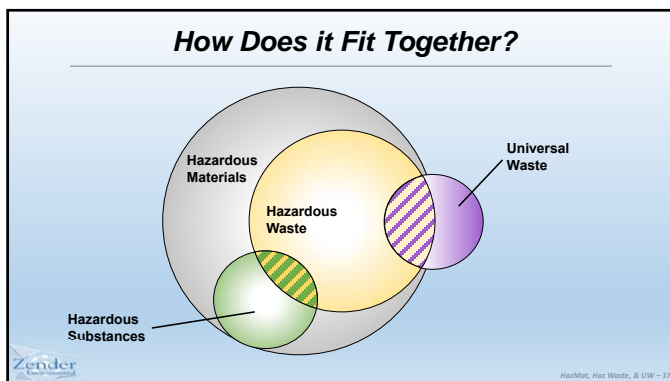 How Does it Fit Together?
Hazardous
Materials
Hazardous
Waste
Universal
Waste
Hazardous
Substances
Zender
Environmental
HazMat, Haz Waste, & UW – 17